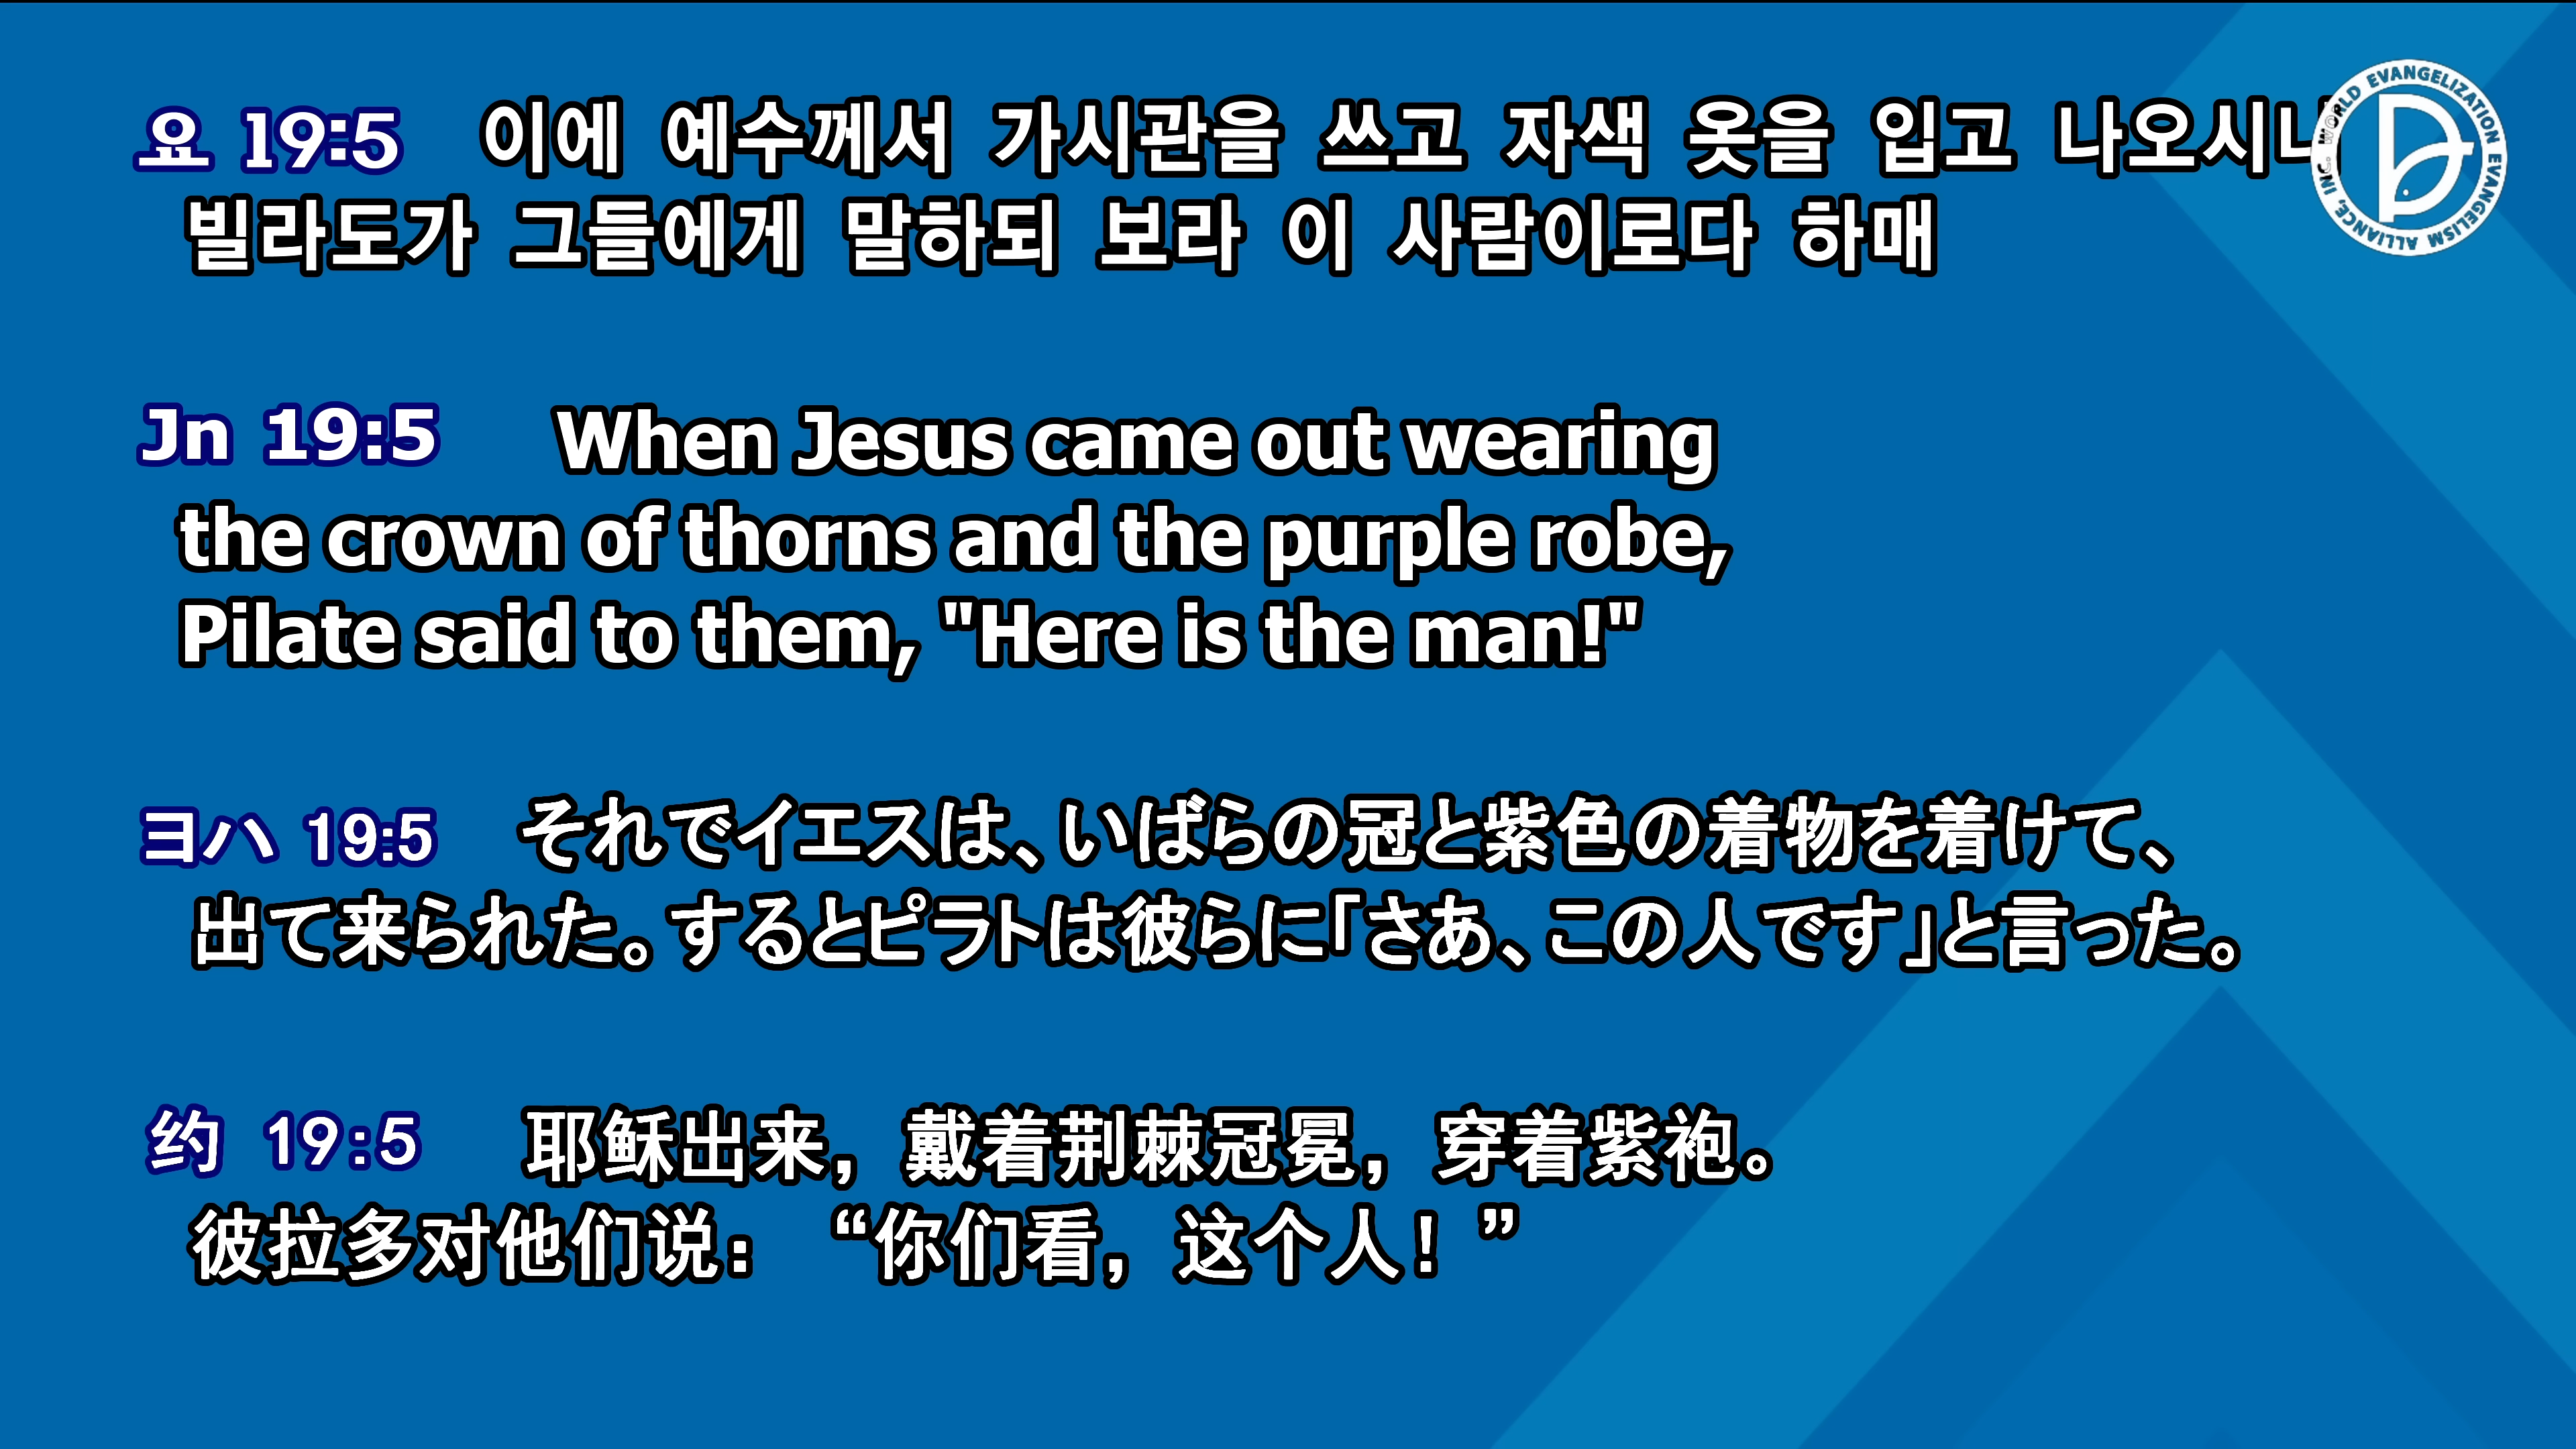 요 19:5 이에 예수께서 가시관을 쓰고 자색 옷을 입고 나오시니
빌라도가 그들에게 말하되 보라 이 사람이로다 하매
Jn 19:5 When Jesus came out wearing
the crown of thorns and the purple robe,
Pilate said to them, "Here is the man!"
ヨハ 19:5 それでイエスは、いばらの冠と紫色の着物を着けて、
出て来られた。するとピラトは彼らに「さあ、この人です」と言った。
约 19:5 耶稣出来，戴着荆棘冠冕，穿着紫袍。
彼拉多对他们说：“你们看，这个人！”
WORLD EVANGELIZATION EVANGELISM ALLIANCE, INC.